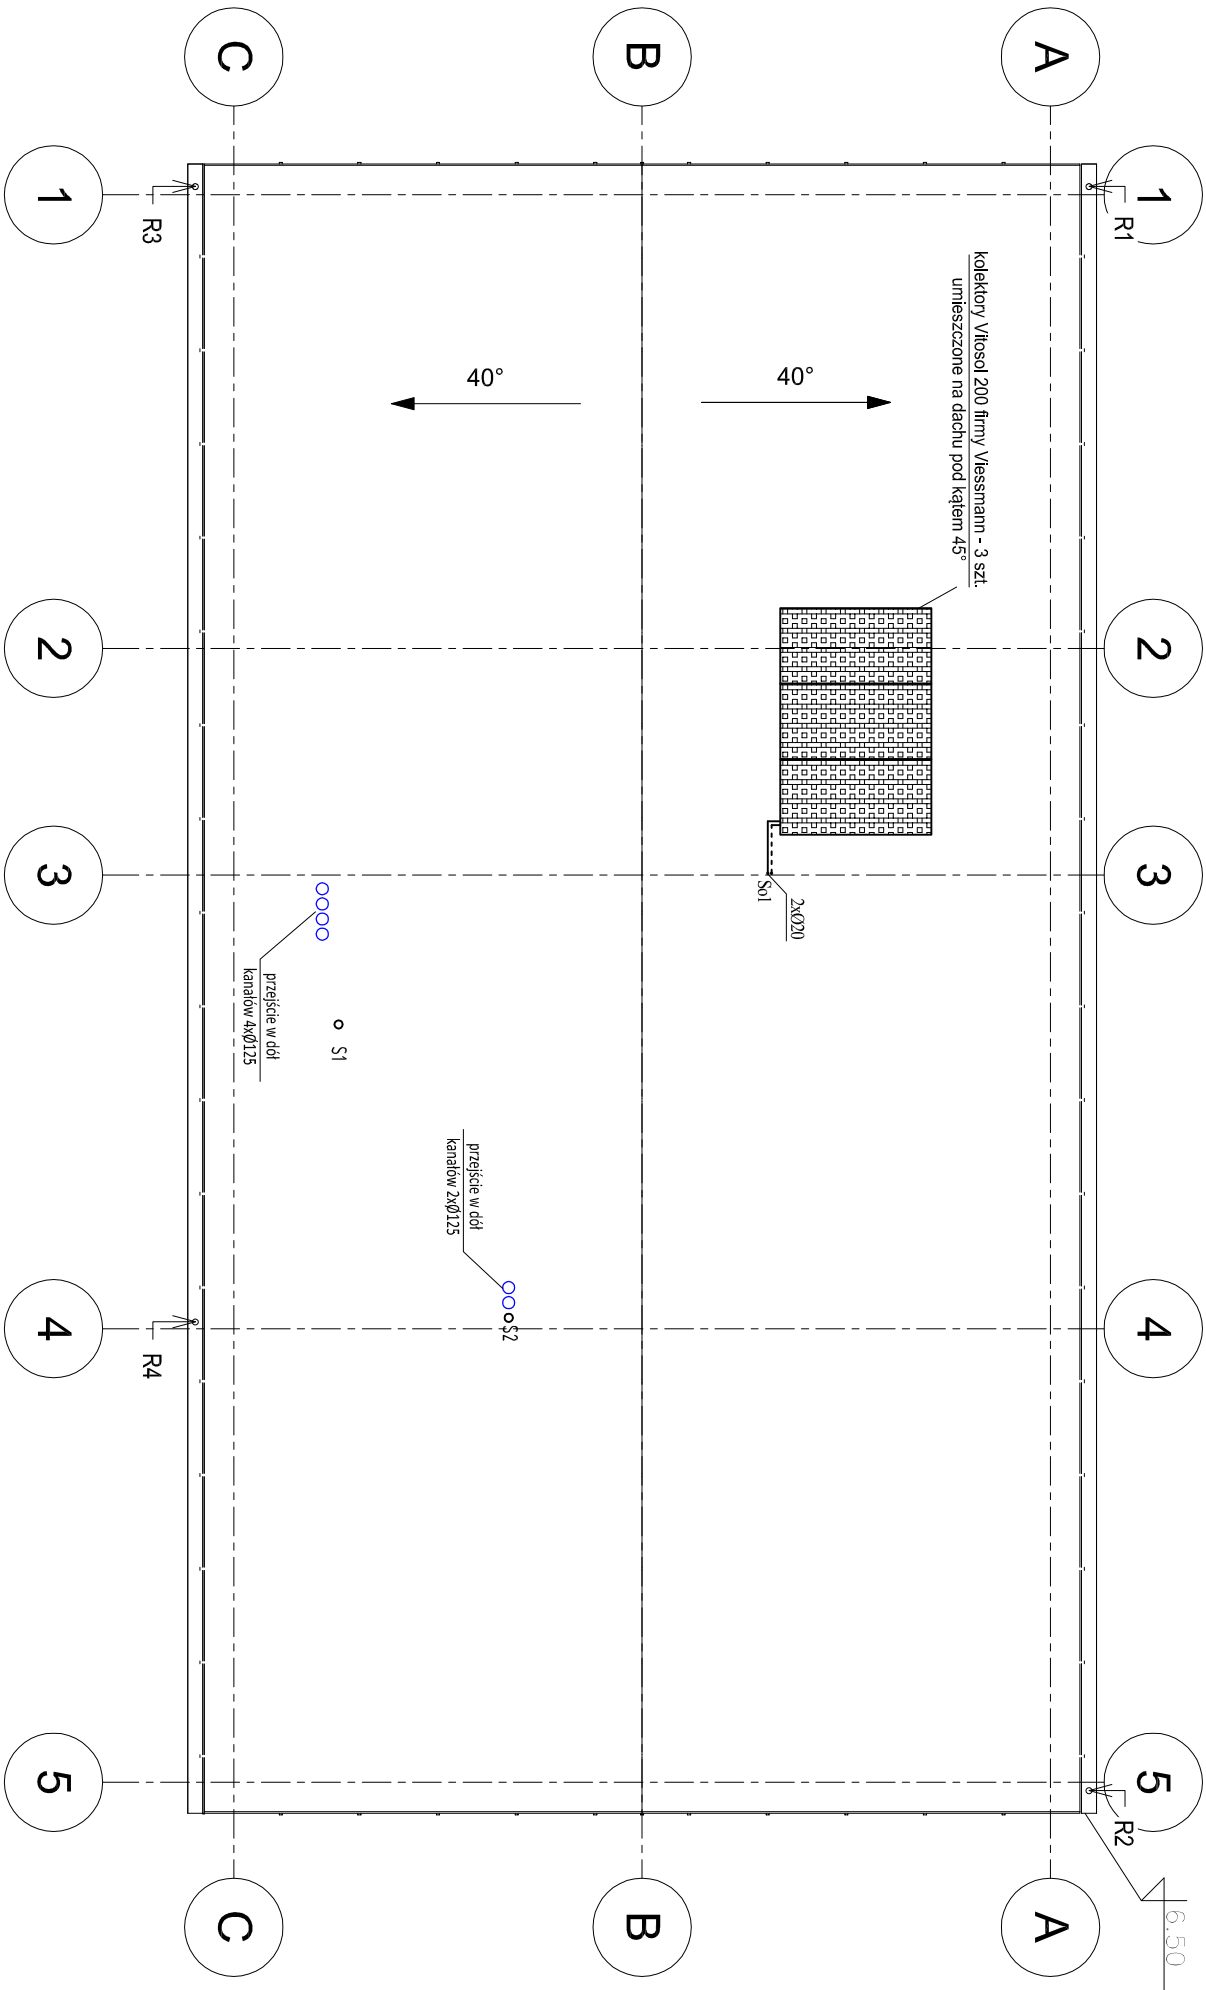 C
B
A
1
1
R3
R1
kolektory Vitosol 200 firmy Viessmann - 3 szt.
umieszczone na dachu pod kątem 45°
40°
40°
2
2
3
3
Sol
2xØ20
przejście w dół
kanałów 4xØ125
S1
przejście w dół
kanałów 2xØ125
S2
4
4
R4
5
5
R2
6.50
C
B
A